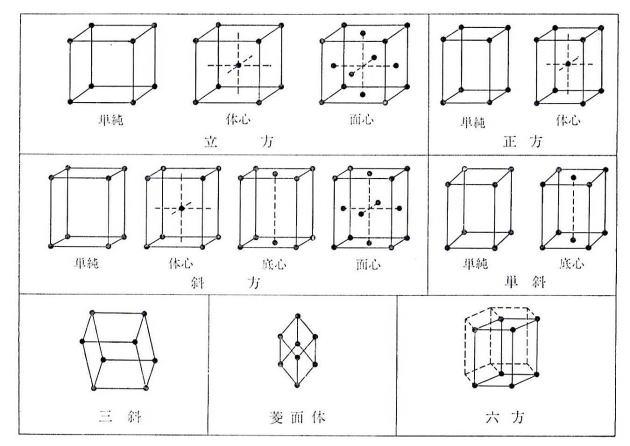 単純 体心 面心
立 方
単純 体心
正 方
単純 体心 底心 面心
斜 方
単純 底心
単 斜
三 斜
菱 面 体
六 方